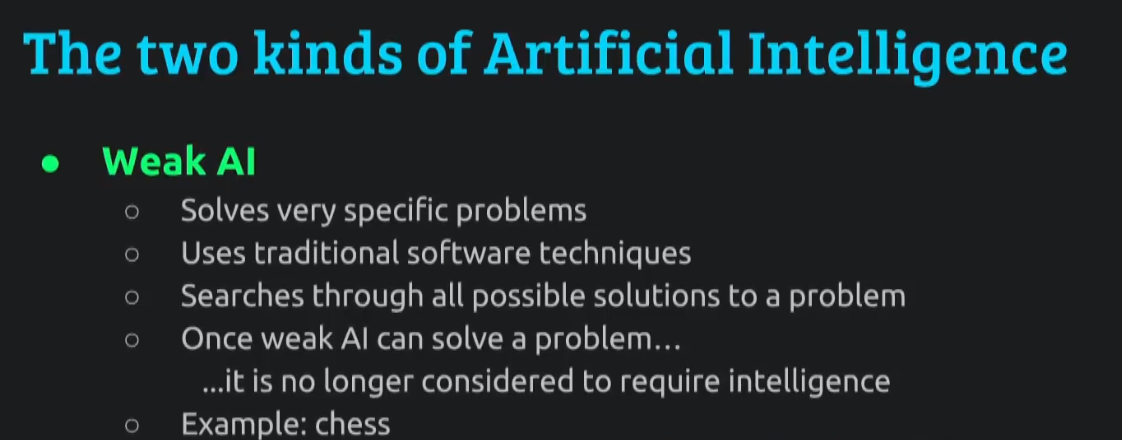 The two kinds of Artificial Intelligence
● Weak AI
○ Solves very specific problems
○ Uses traditional software techniques
○ Searches through all possible solutions to a problem
○ Once weak AI can solve a problem...
...it is no longer considered to require intelligence
○ Example: chess